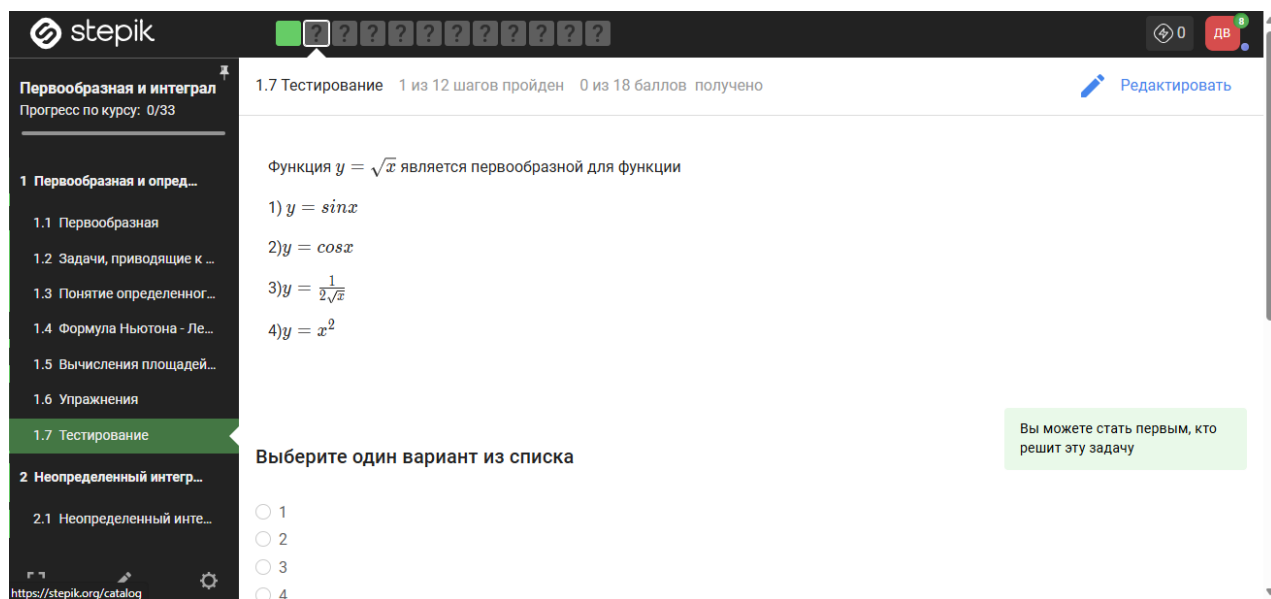 stepik
? ? ? ? ? ? ? ? ? ? ?
0
ДВ
8
Первообразная и интеграл
Прогресс по курсу: 0/33
1 Первообразная и опред...
1.1 Первообразная
1.2 Задачи, приводящие к ...
1.3 Понятие определенног...
1.4 Формула Ньютона - Ле...
1.5 Вычисления площадей...
1.6 Упражнения
1.7 Тестирование
2 Неопределенный интегр...
2.1 Неопределенный инте...
https://stepik.org/catalog
1.7 Тестирование 1 из 12 шагов пройден 0 из 18 баллов получено
Редактировать
Функция y = √x является первообразной для функции
1) y = sinx
2)y = cosx
3)y = 1/(2√x)
4)y = x²
Вы можете стать первым, кто
решит эту задачу
Выберите один вариант из списка
1
2
3
4